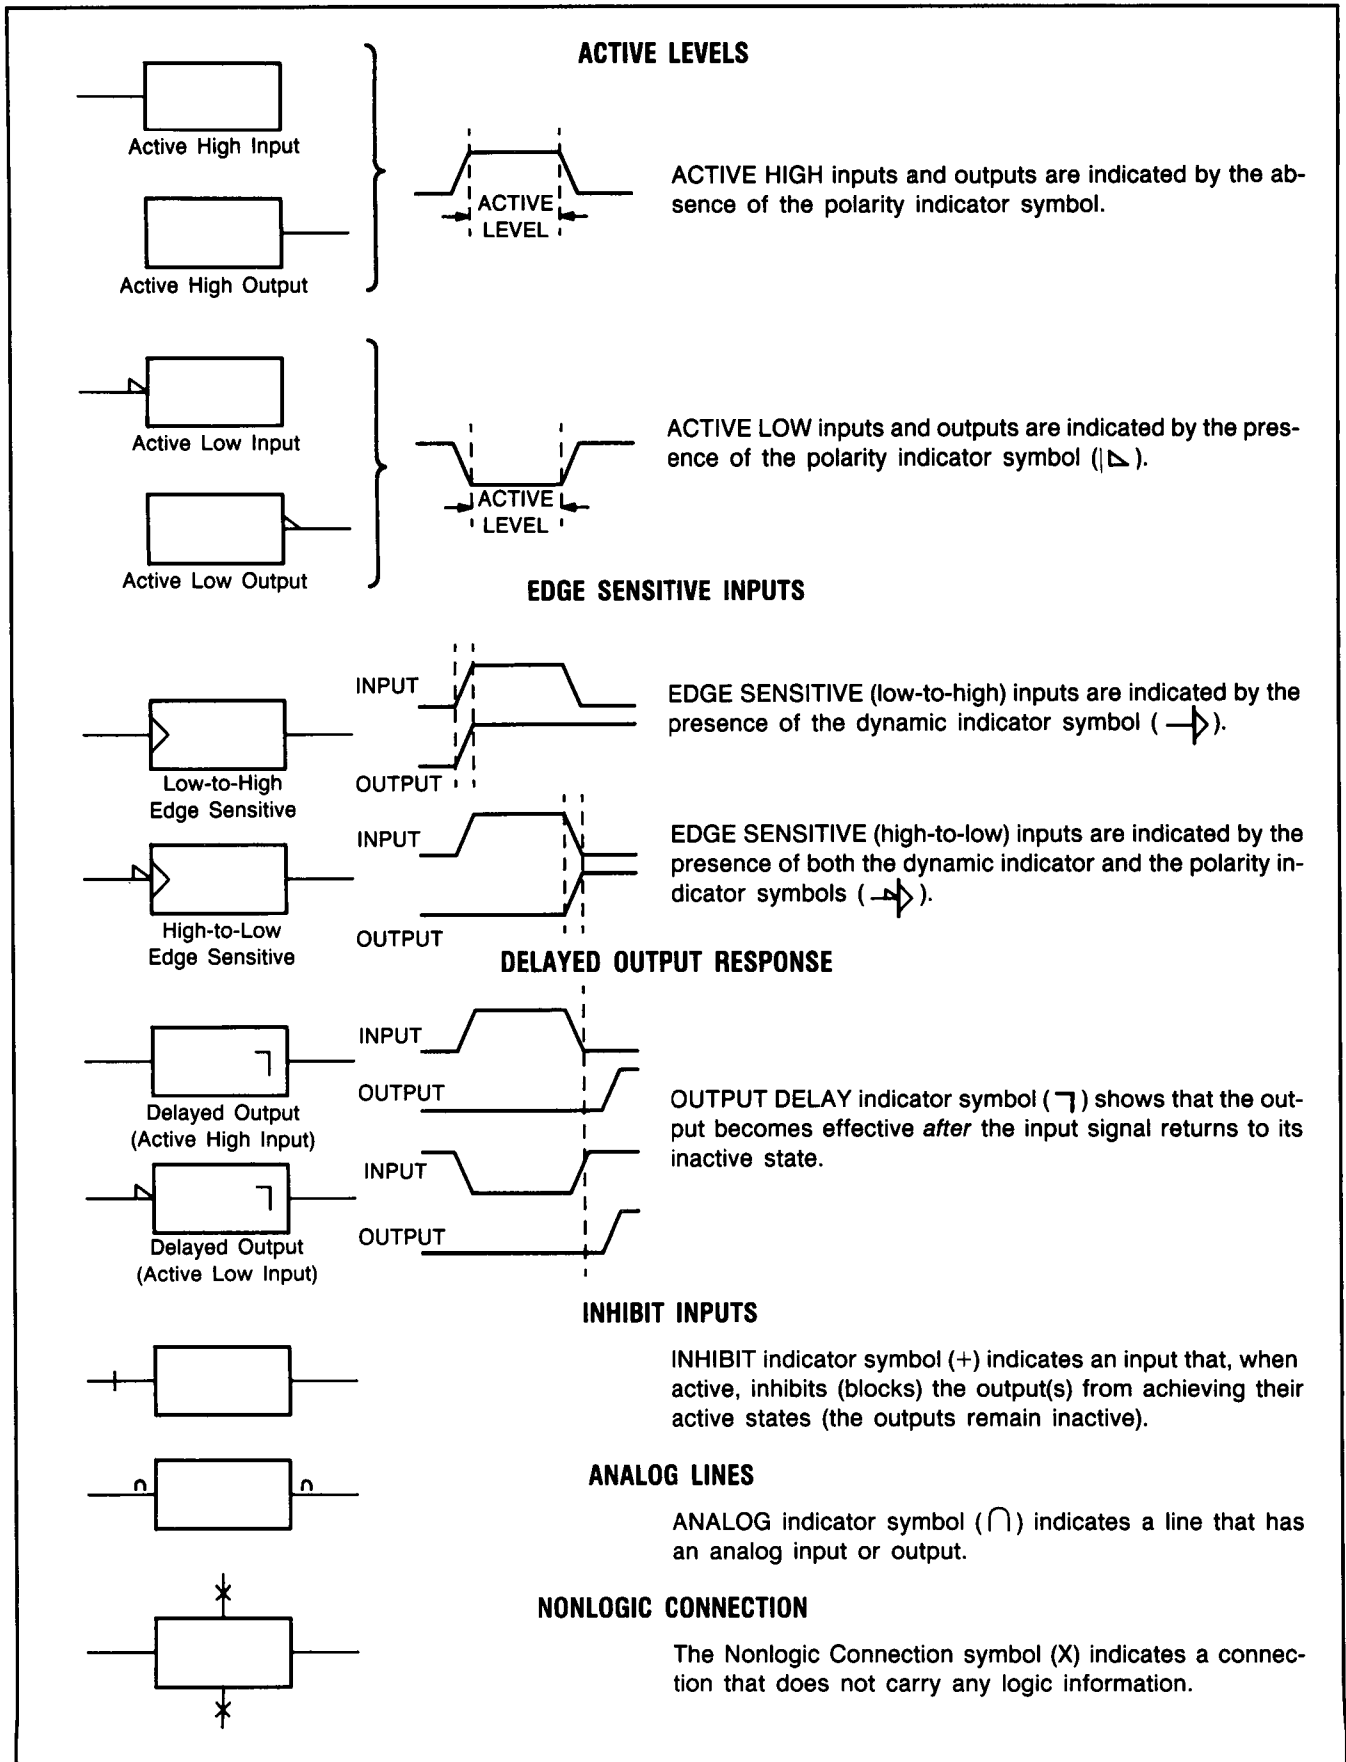 ACTIVE LEVELS
Active High Input
Active High Output
ACTIVE
LEVEL
ACTIVE HIGH inputs and outputs are indicated by the ab-
sence of the polarity indicator symbol.
Active Low Input
Active Low Output
ACTIVE
LEVEL
ACTIVE LOW inputs and outputs are indicated by the pres-
ence of the polarity indicator symbol ( ).
EDGE SENSITIVE INPUTS
Low-to-High
Edge Sensitive
INPUT
OUTPUT
EDGE SENSITIVE (low-to-high) inputs are indicated by the
presence of the dynamic indicator symbol ( ).
High-to-Low
Edge Sensitive
INPUT
OUTPUT
EDGE SENSITIVE (high-to-low) inputs are indicated by the
presence of both the dynamic indicator and the polarity in-
dicator symbols ( ).
DELAYED OUTPUT RESPONSE
Delayed Output
(Active High Input)
INPUT
OUTPUT
Delayed Output
(Active Low Input)
INPUT
OUTPUT
OUTPUT DELAY indicator symbol ( ㄱ ) shows that the out-
put becomes effective after the input signal returns to its
inactive state.
INHIBIT INPUTS
INHIBIT indicator symbol (+) indicates an input that, when
active, inhibits (blocks) the output(s) from achieving their
active states (the outputs remain inactive).
ANALOG LINES
ANALOG indicator symbol (∩) indicates a line that has
an analog input or output.
NONLOGIC CONNECTION
The Nonlogic Connection symbol (X) indicates a connec-
tion that does not carry any logic information.